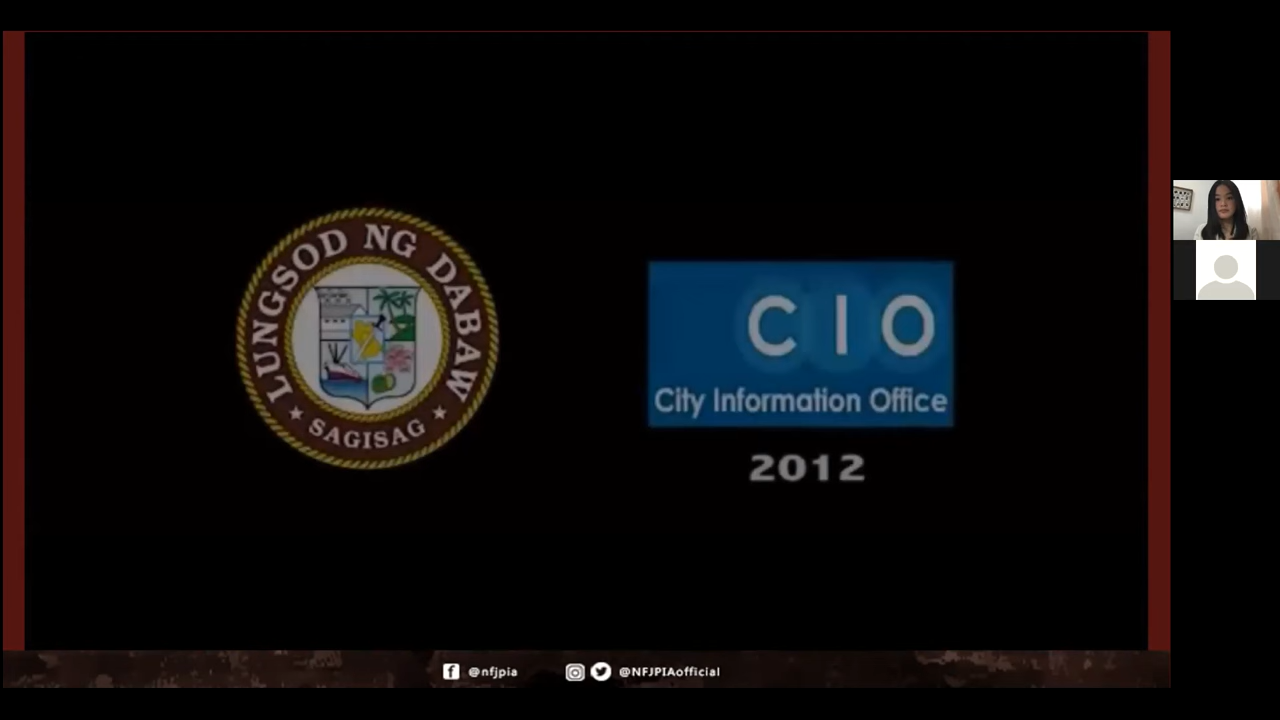 LUNGSOD NG DABAW
SAGISAG
CIO
City Information Office
2012
@nfjpia
@NFJPIAofficial